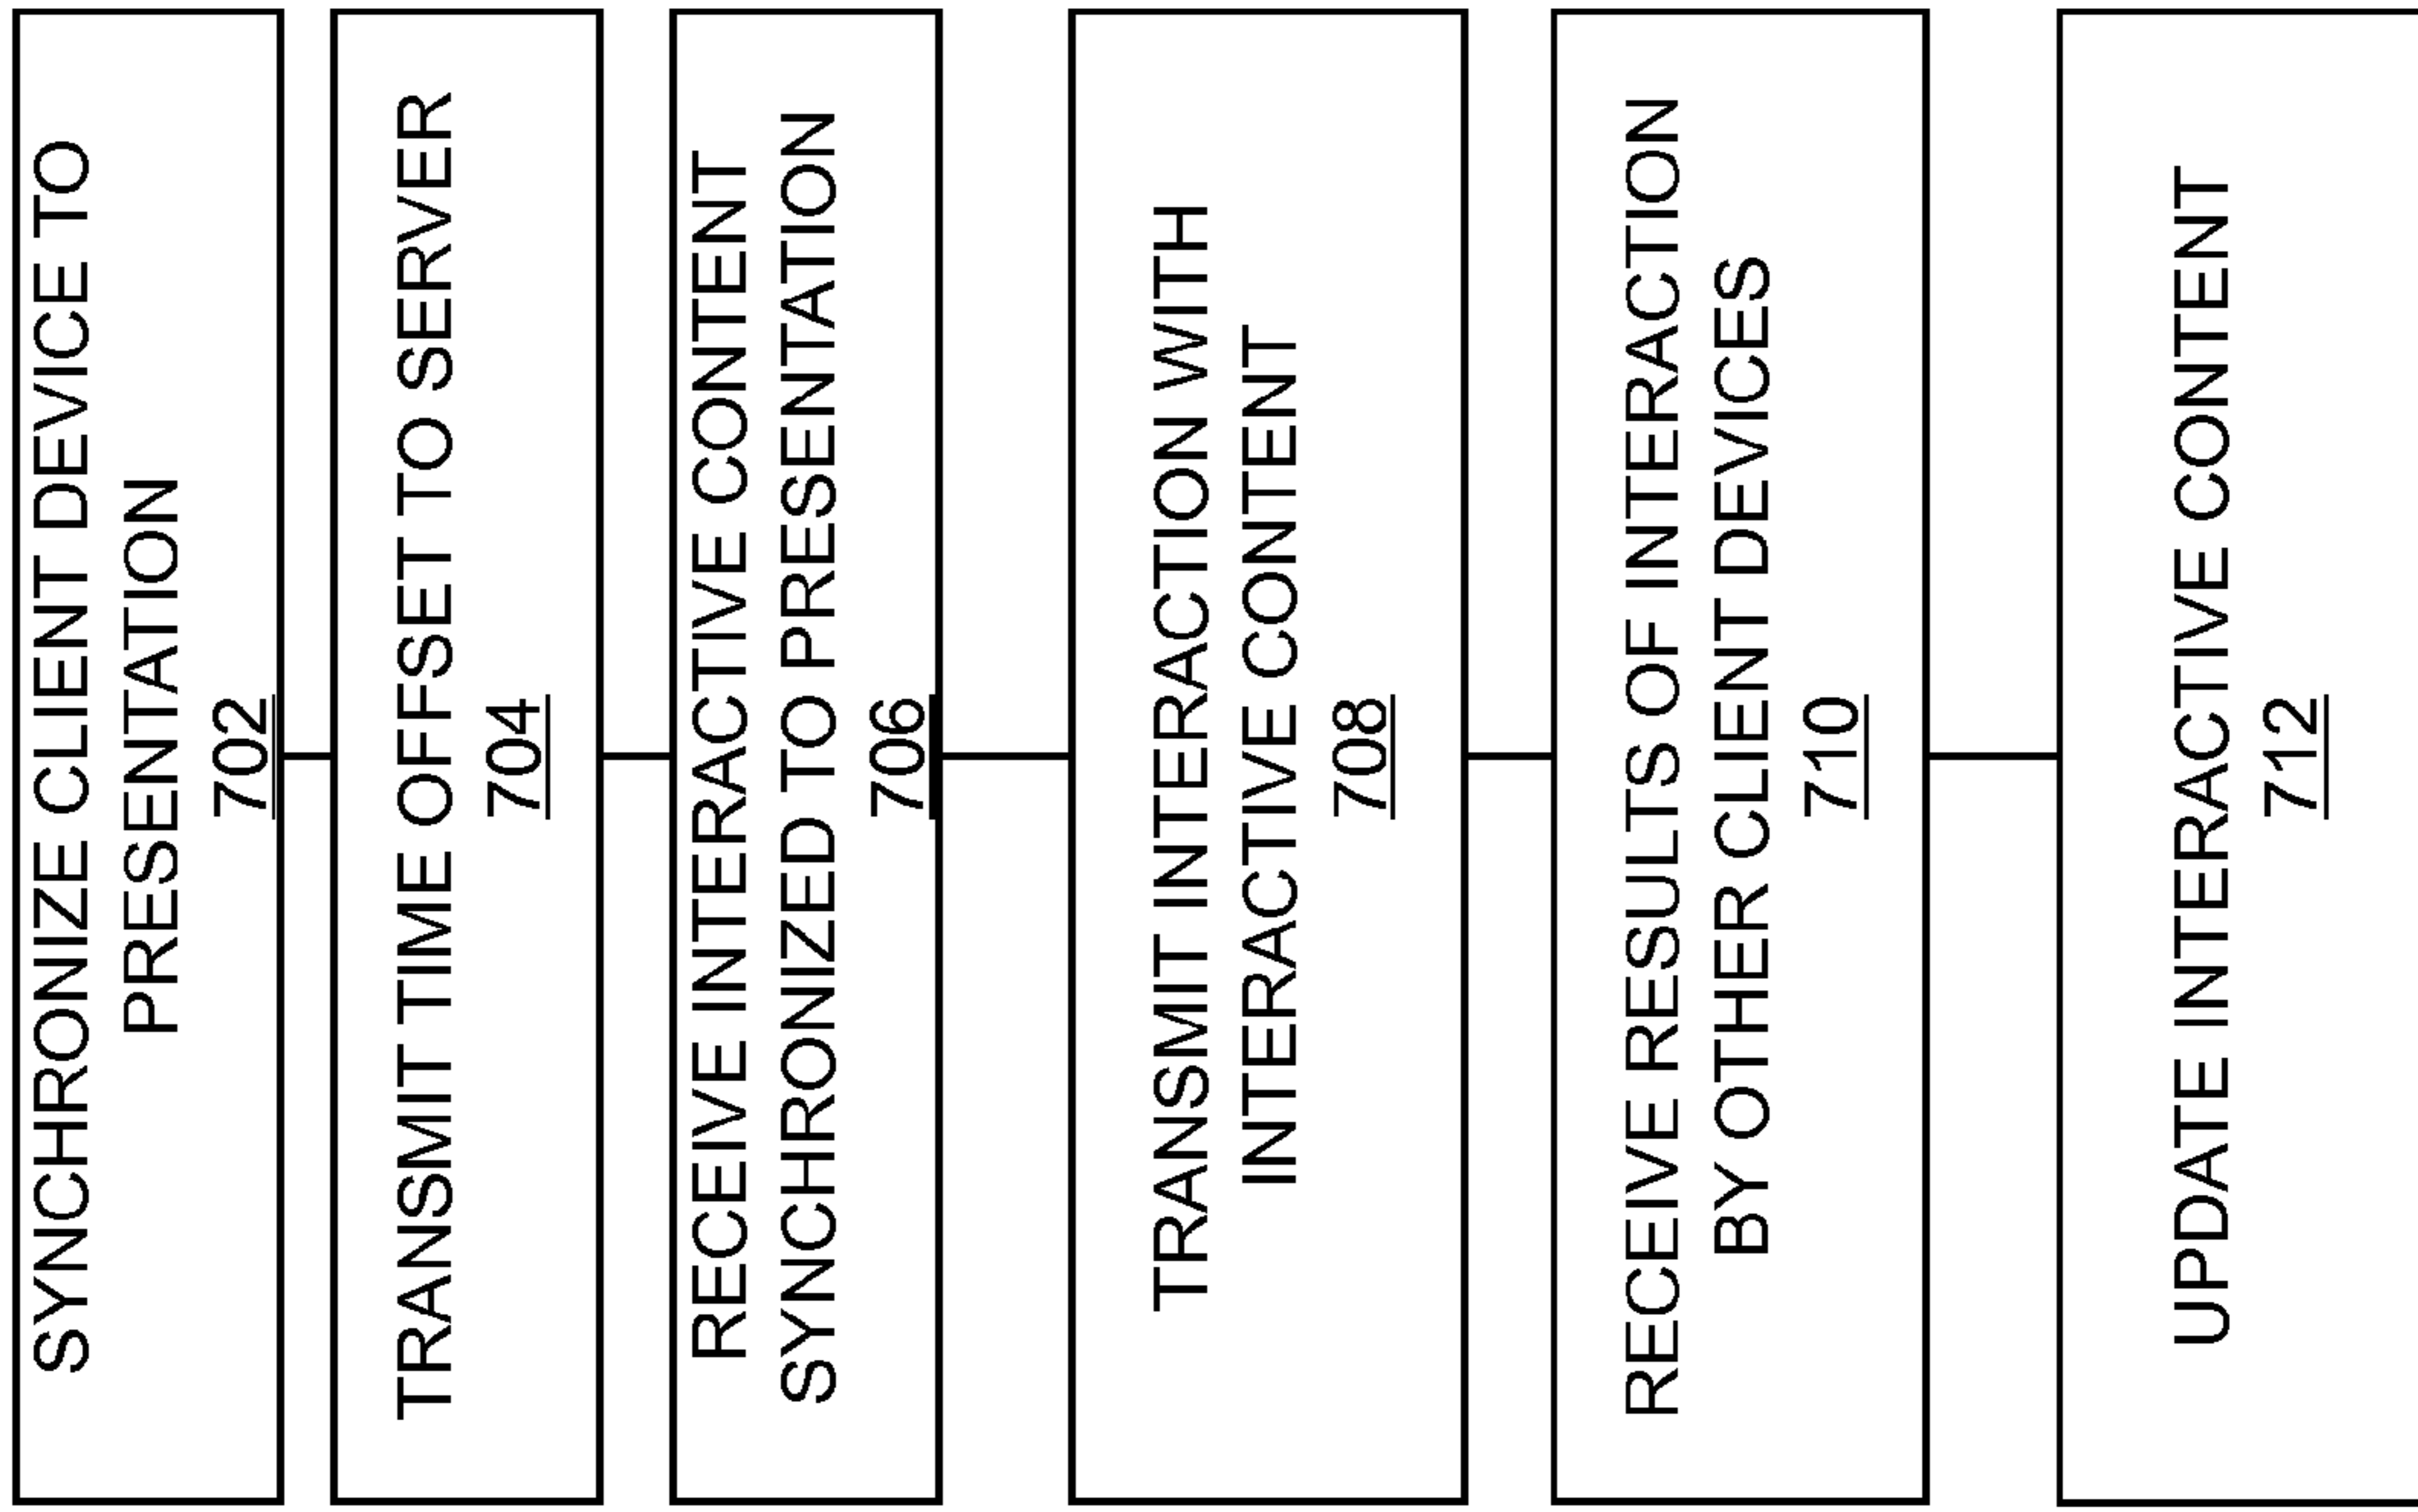 SYNCHRONIZE CLIENT DEVICE TO
PRESENTATION
702
TRANSMIT TIME OFFSET TO SERVER
704
RECEIVE INTERACTIVE CONTENT
SYNCHRONIZED TO PRESENTATION
706
TRANSMIT INTERACTION WITH
INTERACTIVE CONTENT
708
RECEIVE RESULTS OF INTERACTION
BY OTHER CLIENT DEVICES
710
UPDATE INTERACTIVE CONTENT
712